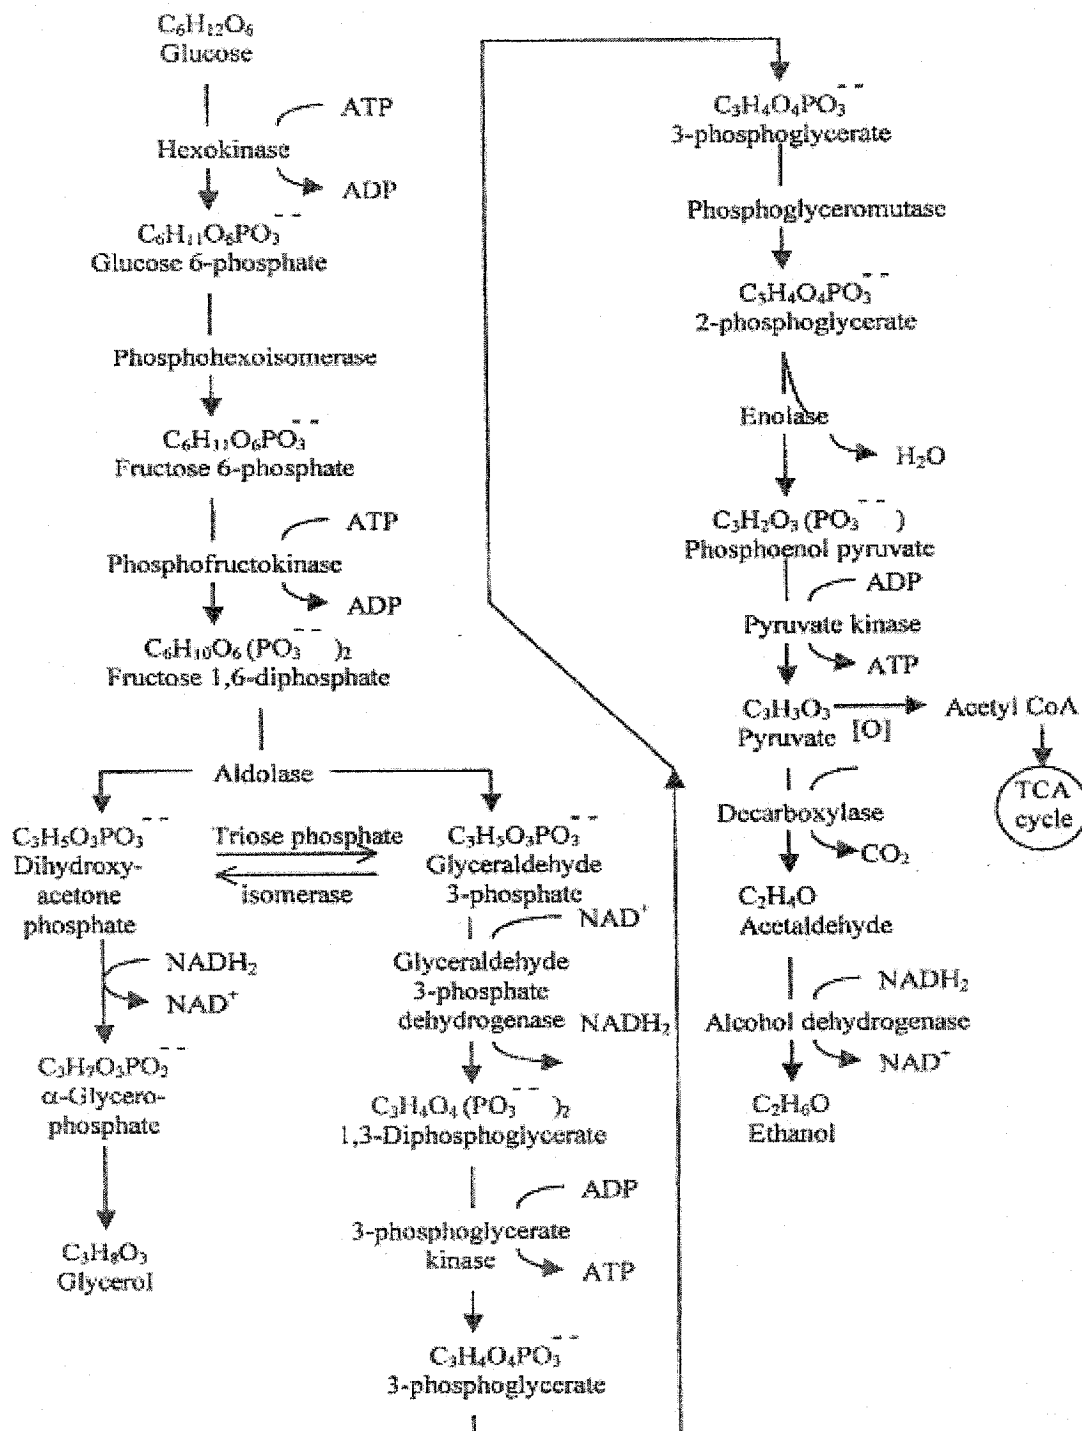 C₆H₁₂O₆
Glucose
ATP
Hexokinase
ADP
C₆H₁₁O₆PO₃⁻⁻
Glucose 6-phosphate
Phosphohexoisomerase
C₆H₁₁O₆PO₃⁻⁻
Fructose 6-phosphate
ATP
Phosphofructokinase
ADP
C₆H₁₀O₆(PO₃⁻⁻)₂
Fructose 1,6-diphosphate
Aldolase
C₃H₅O₃PO₃⁻⁻
Dihydroxy-
acetone
phosphate
Triose phosphate
isomerase
C₃H₅O₃PO₃⁻⁻
Glyceraldehyde
3-phosphate
NADH₂
NAD⁺
C₃H₇O₃PO₂⁻⁻
α-Glycero-
phosphate
C₃H₈O₃
Glycerol
NAD⁺
Glyceraldehyde
3-phosphate
dehydrogenase
NADH₂
C₃H₄O₄(PO₃⁻⁻)₂
1,3-Diphosphoglycerate
ADP
3-phosphoglycerate
kinase
ATP
C₃H₄O₄PO₃⁻⁻
3-phosphoglycerate
C₃H₄O₄PO₃⁻⁻
3-phosphoglycerate
Phosphoglyceromutase
C₃H₄O₄PO₃⁻⁻
2-phosphoglycerate
Enolase
H₂O
C₃H₂O₃(PO₃⁻⁻)
Phosphoenol pyruvate
ADP
Pyruvate kinase
ATP
C₃H₃O₃
Pyruvate
[O]
Acetyl CoA
TCA
cycle
Decarboxylase
CO₂
C₂H₄O
Acetaldehyde
NADH₂
Alcohol dehydrogenase
NAD⁺
C₂H₆O
Ethanol